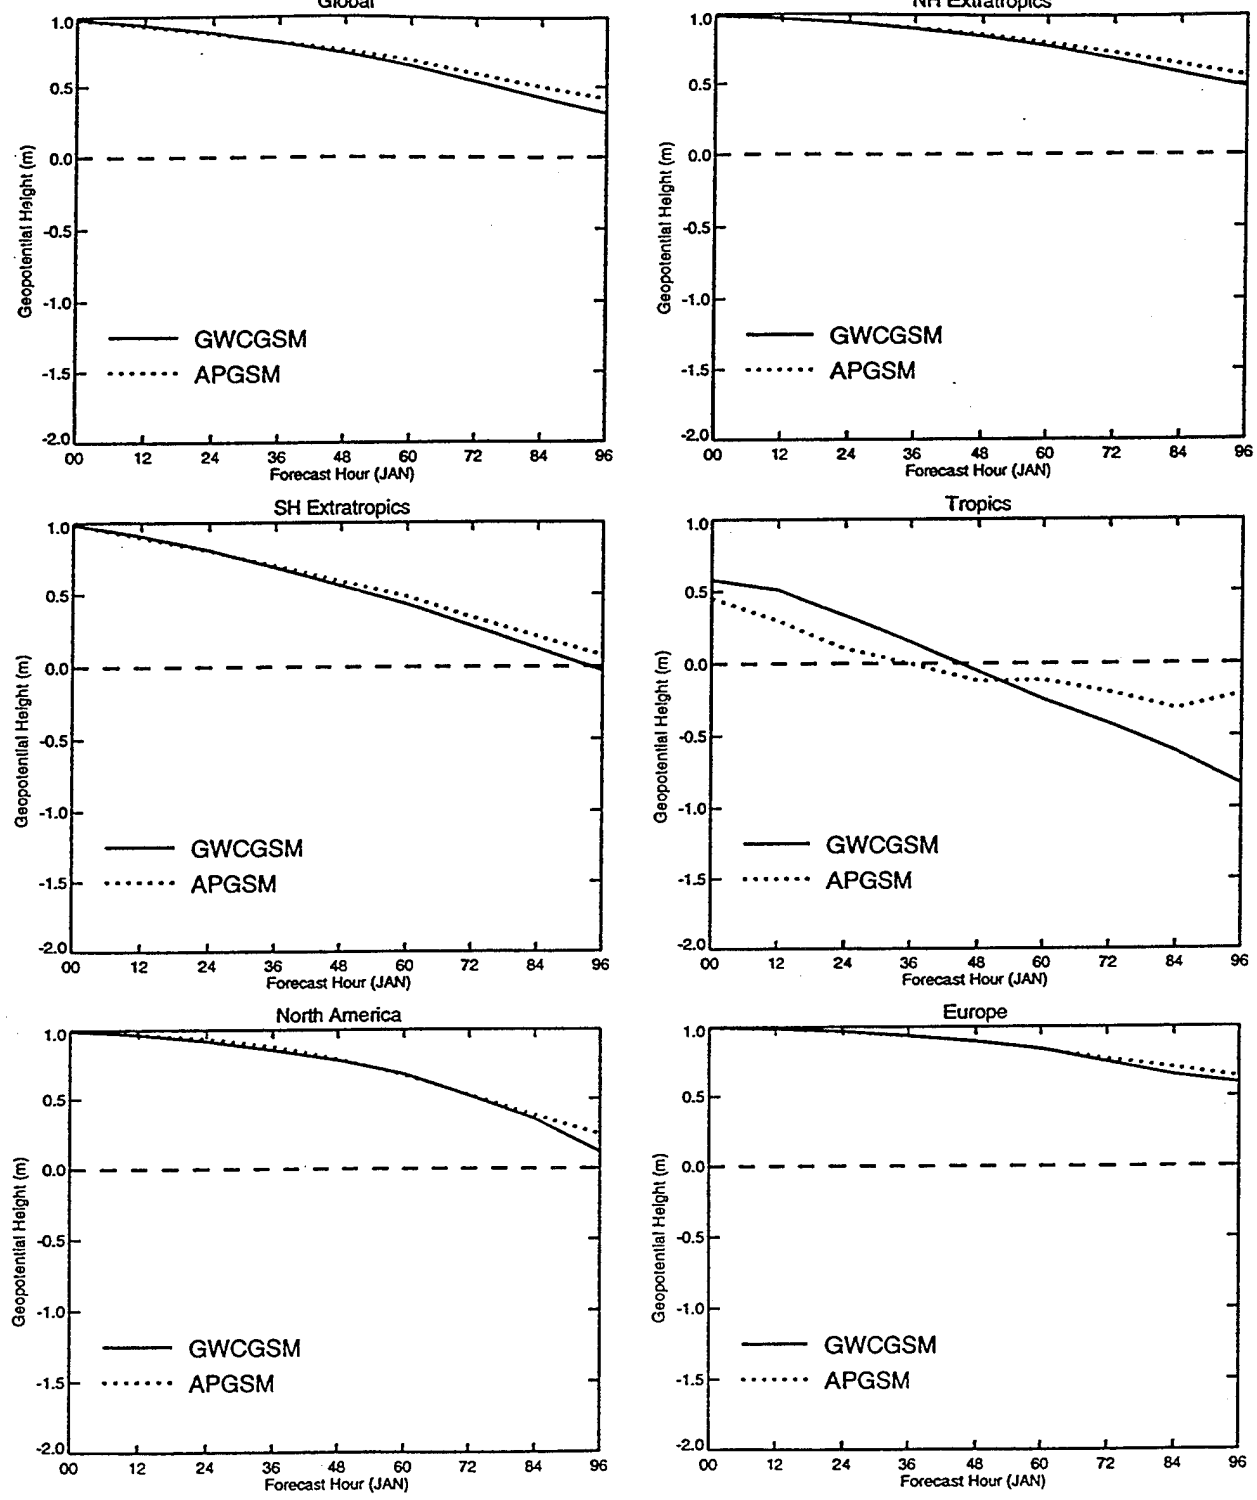 Global
1.0
0.5
0.0
-0.5
-1.0
-1.5
-2.0
Geopotential Height (m)
GWCGSM
APGSM
00 12 24 36 48 60 72 84 96
Forecast Hour (JAN)
NH Extratropics
1.0
0.5
0.0
-0.5
-1.0
-1.5
-2.0
Geopotential Height (m)
GWCGSM
APGSM
00 12 24 36 48 60 72 84 96
Forecast Hour (JAN)
SH Extratropics
1.0
0.5
0.0
-0.5
-1.0
-1.5
-2.0
Geopotential Height (m)
GWCGSM
APGSM
00 12 24 36 48 60 72 84 96
Forecast Hour (JAN)
Tropics
1.0
0.5
0.0
-0.5
-1.0
-1.5
-2.0
Geopotential Height (m)
GWCGSM
APGSM
00 12 24 36 48 60 72 84 96
Forecast Hour (JAN)
North America
1.0
0.5
0.0
-0.5
-1.0
-1.5
-2.0
Geopotential Height (m)
GWCGSM
APGSM
00 12 24 36 48 60 72 84 96
Forecast Hour (JAN)
Europe
1.0
0.5
0.0
-0.5
-1.0
-1.5
-2.0
Geopotential Height (m)
GWCGSM
APGSM
00 12 24 36 48 60 72 84 96
Forecast Hour (JAN)